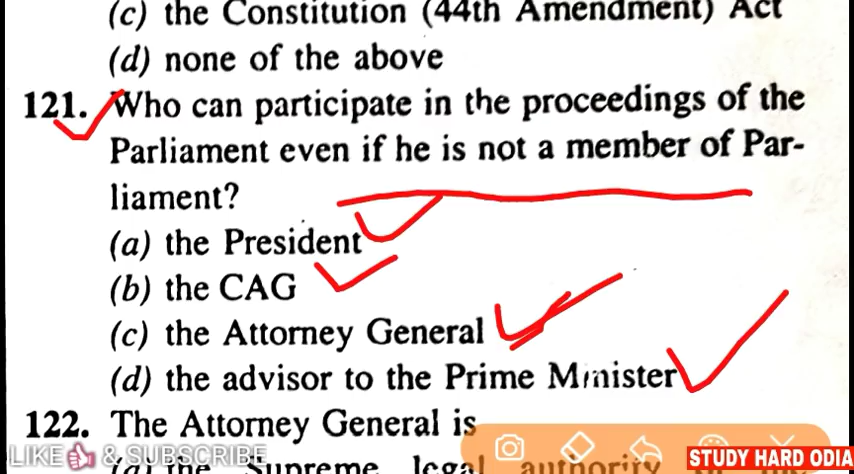 (c) the Constitution (44th Amendment) Act
(d) none of the above
121. Who can participate in the proceedings of the
Parliament even if he is not a member of Par-
liament?
(a) the President
(b) the CAG
(c) the Attorney General
(d) the advisor to the Prime Minister
122. The Attorney General is
(a) the Supreme legal authority
LIKE & SUBSCRIBE
STUDY HARD ODIA